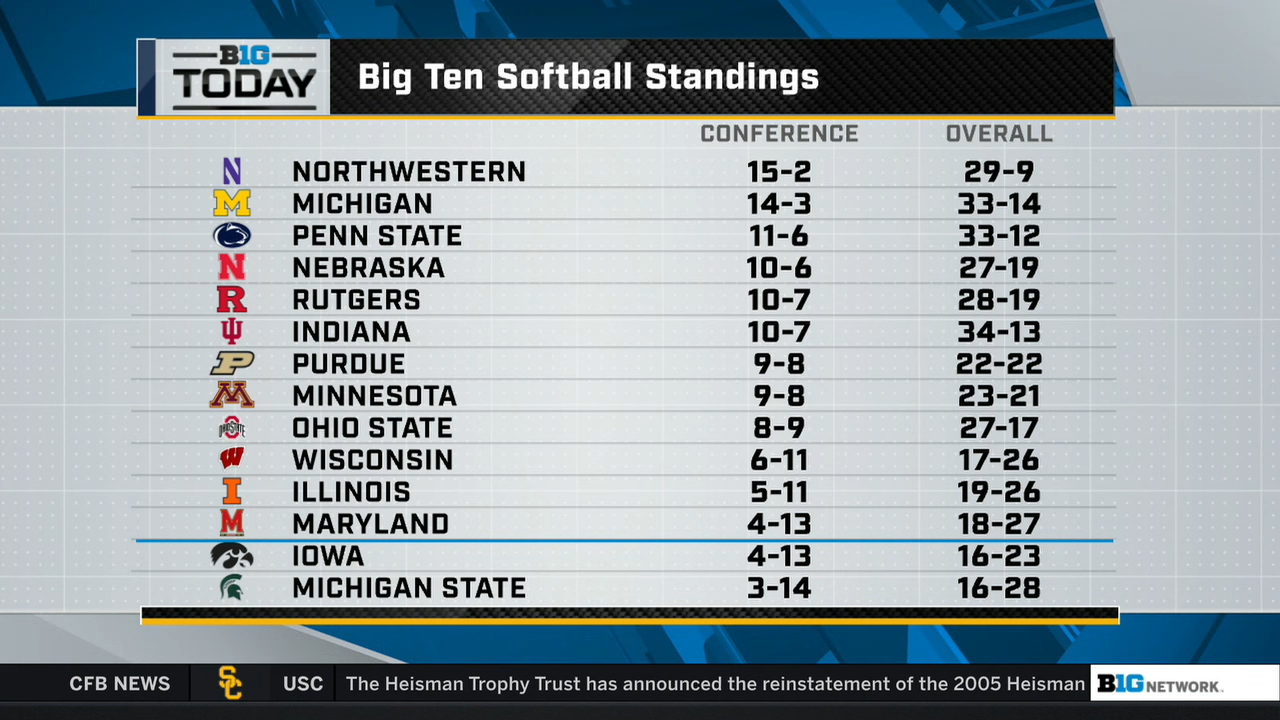 B1G
TODAY
Big Ten Softball Standings
CONFERENCE OVERALL
N NORTHWESTERN 15-2 29-9
M MICHIGAN 14-3 33-14
PENN STATE 11-6 33-12
N NEBRASKA 10-6 27-19
R RUTGERS 10-7 28-19
INDIANA 10-7 34-13
P PURDUE 9-8 22-22
M MINNESOTA 9-8 23-21
OHIO STATE OHIO STATE 8-9 27-17
W WISCONSIN 6-11 17-26
I ILLINOIS 5-11 19-26
M MARYLAND 4-13 18-27
IOWA 4-13 16-23
MICHIGAN STATE 3-14 16-28
CFB NEWS SC USC The Heisman Trophy Trust has announced the reinstatement of the 2005 Heisman B1G NETWORK.